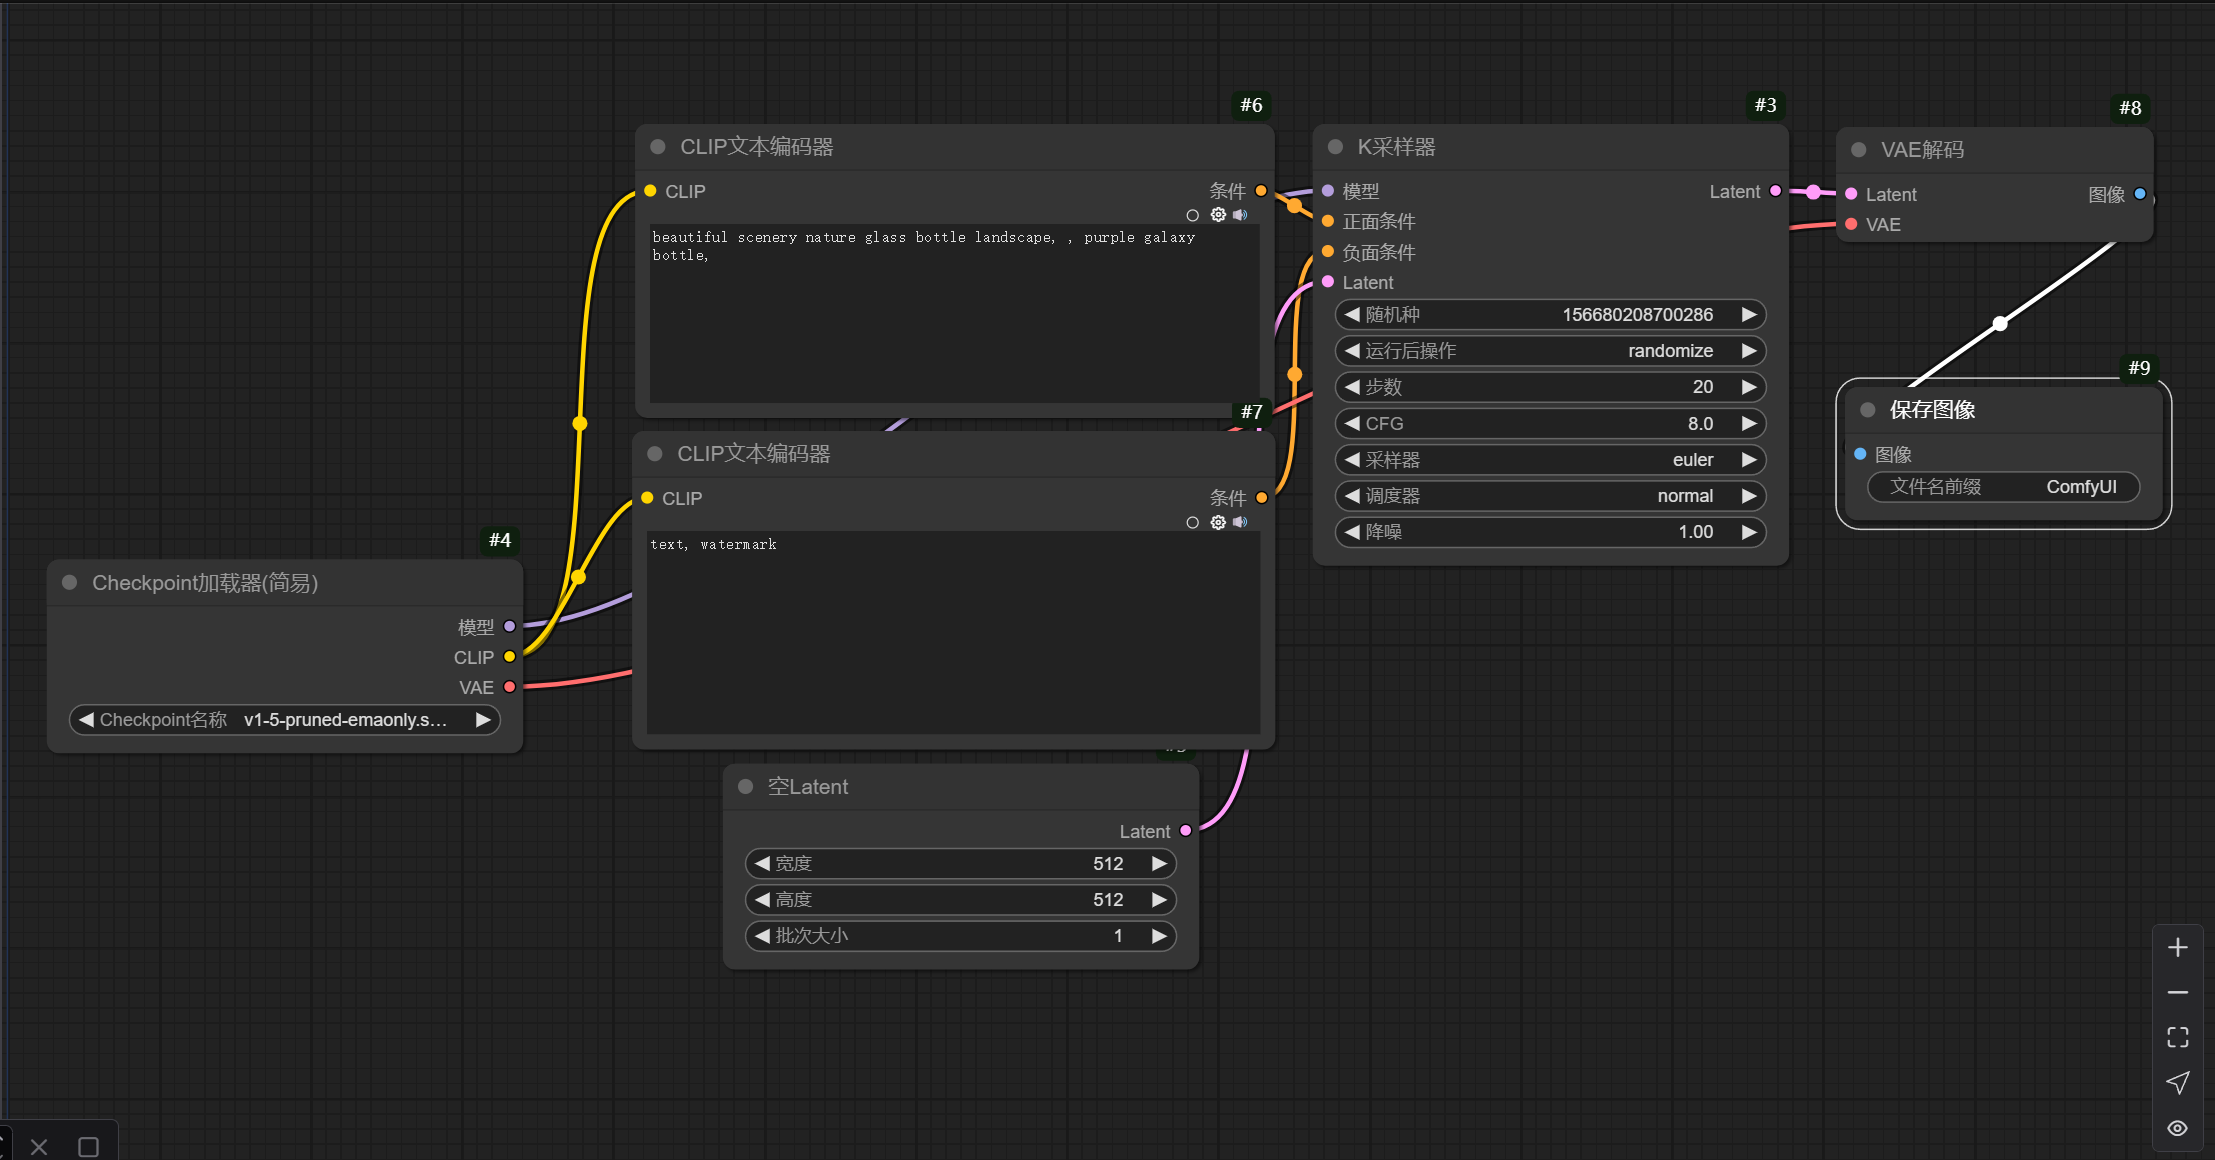 #6
CLIP文本编码器
CLIP
条件
beautiful scenery nature glass bottle landscape, , purple galaxy
bottle,
#7
CLIP文本编码器
CLIP
条件
text, watermark
#4
Checkpoint加载器(简易)
模型
CLIP
VAE
Checkpoint名称 v1-5-pruned-emaonly.s...
空Latent
Latent
宽度 512
高度 512
批次大小 1
#3
K采样器
模型 Latent
正面条件
负面条件
Latent
随机种 156680208700286
运行后操作 randomize
步数 20
CFG 8.0
采样器 euler
调度器 normal
降噪 1.00
#8
VAE解码
Latent 图像
VAE
#9
保存图像
图像
文件名前缀 ComfyUI